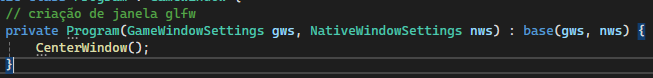 // criação de janela glfw
private Program(GameWindowSettings gws, NativeWindowSettings nws) : base(gws, nws) {
CenterWindow();
}